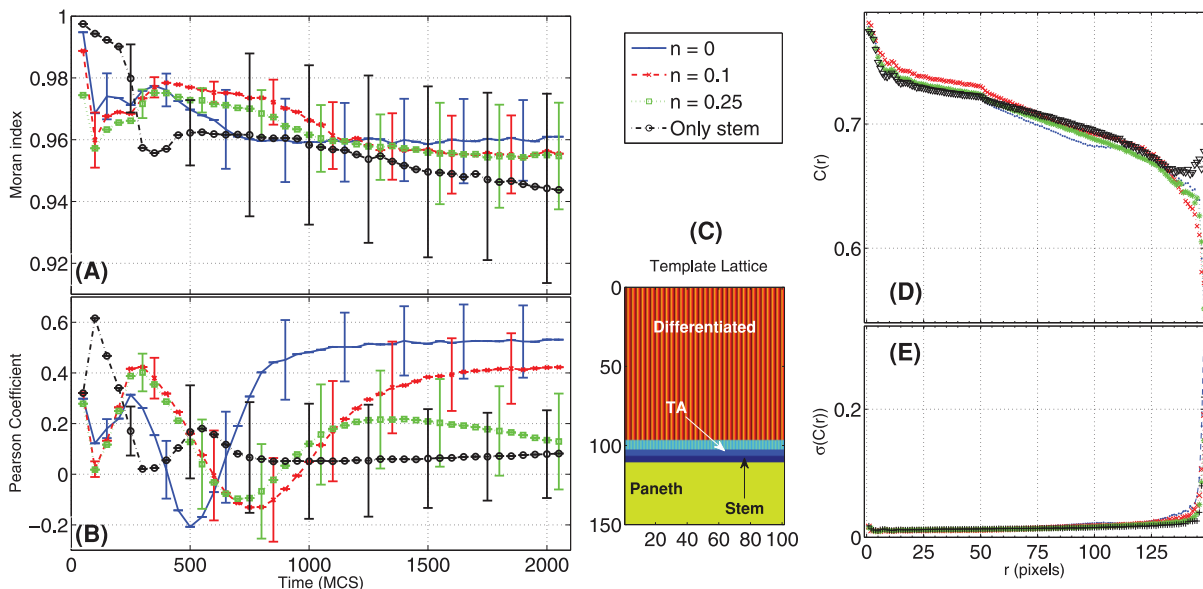 1
0.98
0.96
0.94
0.92
Moran index
(A)
0.6
0.4
0.2
0
−0.2
Pearson Coefficient
(B)
0 500 1000 1500 2000
Time (MCS)
n = 0
n = 0.1
n = 0.25
Only stem
(C)
Template Lattice
0
50
100
150
Differentiated
TA
Paneth
Stem
20 40 60 80 100
0.7
0.6
C(r)
(D)
(E)
0.2
0
σ(C(r))
0 25 50 75 100 125
r (pixels)